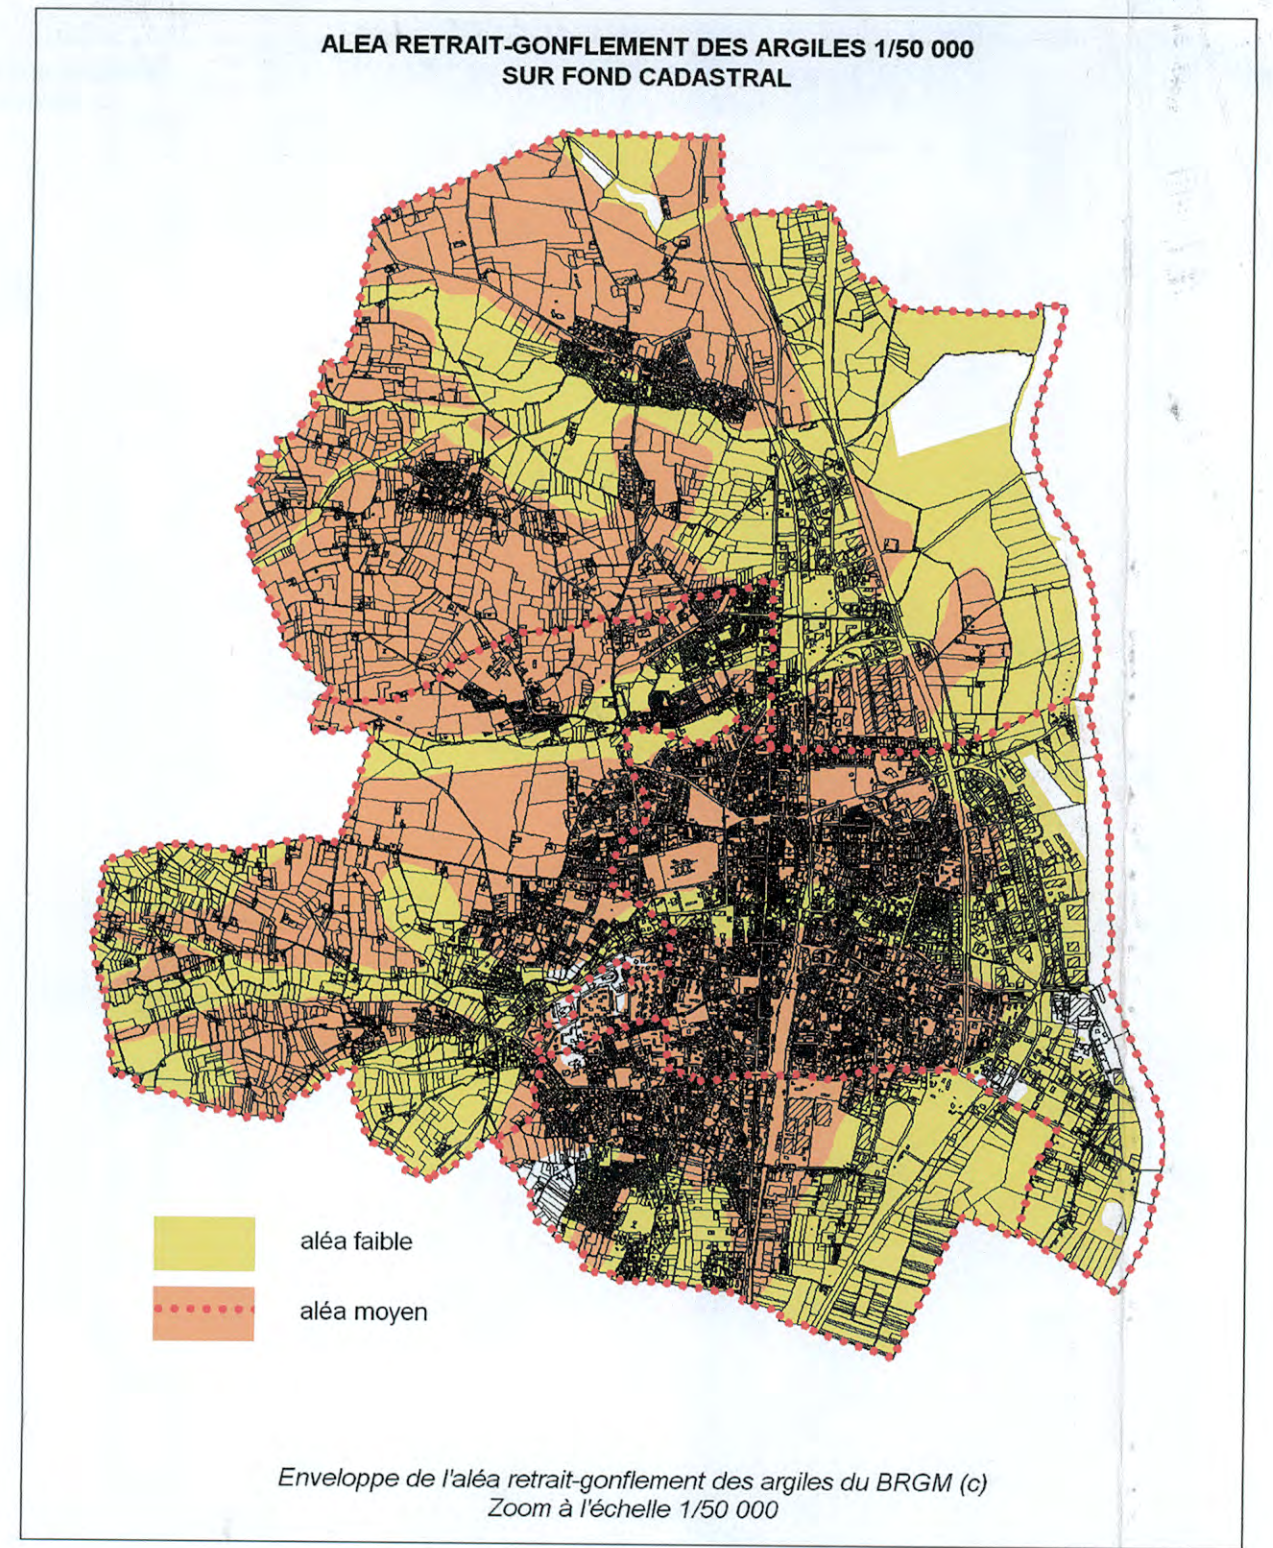 ALEA RETRAIT-GONFLEMENT DES ARGILES 1/50 000
SUR FOND CADASTRAL
aléa faible
aléa moyen
Enveloppe de l'aléa retrait-gonflement des argiles du BRGM (c)
Zoom à l'échelle 1/50 000